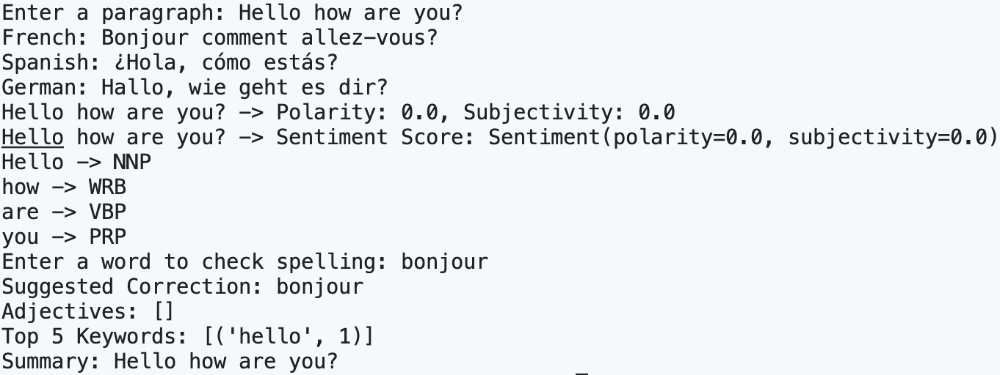 Enter a paragraph: Hello how are you?
French: Bonjour comment allez-vous?
Spanish: ¿Hola, cómo estás?
German: Hallo, wie geht es dir?
Hello how are you? -> Polarity: 0.0, Subjectivity: 0.0
Hello how are you? -> Sentiment Score: Sentiment(polarity=0.0, subjectivity=0.0)
Hello -> NNP
how -> WRB
are -> VBP
you -> PRP
Enter a word to check spelling: bonjour
Suggested Correction: bonjour
Adjectives: []
Top 5 Keywords: [('hello', 1)]
Summary: Hello how are you?